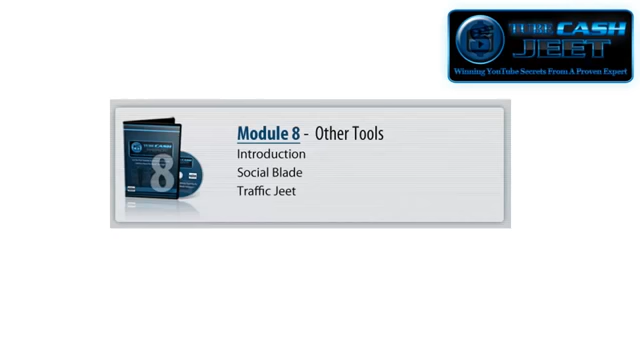 TUBE CASH
JEET
Winning YouTube Secrets From A Proven Expert
Module 8 - Other Tools
Introduction
Social Blade
Traffic Jeet
8